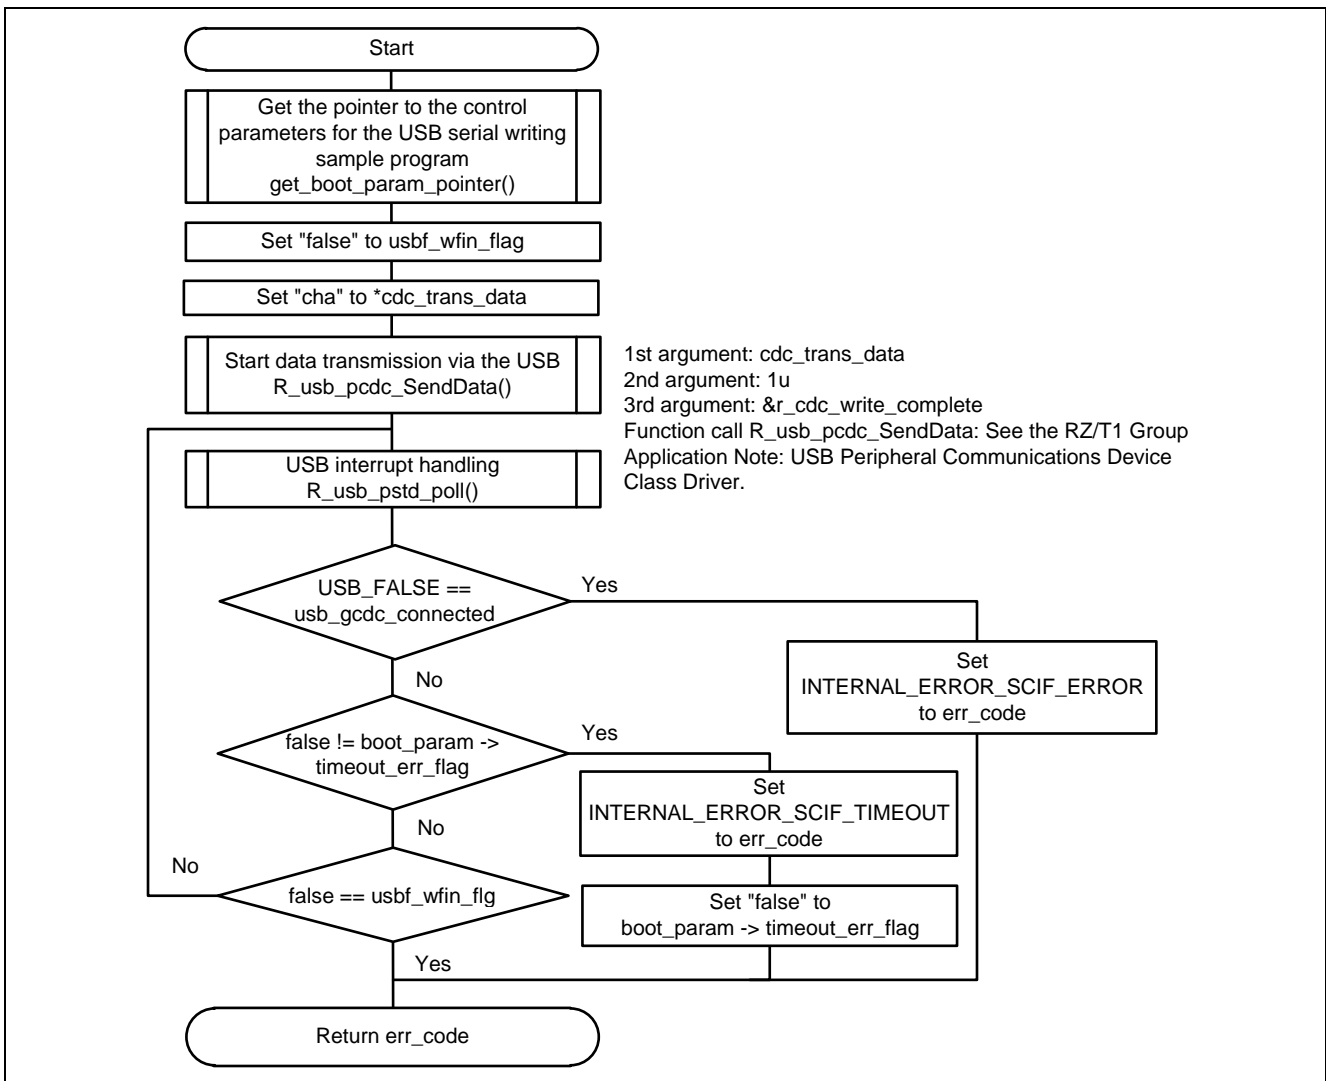 Start
Get the pointer to the control
parameters for the USB serial writing
sample program
get_boot_param_pointer()
Set "false" to usbf_wfin_flag
Set "cha" to *cdc_trans_data
Start data transmission via the USB
R_usb_pcdc_SendData()
1st argument: cdc_trans_data
2nd argument: 1u
3rd argument: &r_cdc_write_complete
Function call R_usb_pcdc_SendData: See the RZ/T1 Group
Application Note: USB Peripheral Communications Device
Class Driver.
USB interrupt handling
R_usb_pstd_poll()
USB_FALSE ==
usb_gcdc_connected
Yes
No
Set
INTERNAL_ERROR_SCIF_ERROR
to err_code
false != boot_param ->
timeout_err_flag
Yes
No
Set
INTERNAL_ERROR_SCIF_TIMEOUT
to err_code
No
false == usbf_wfin_flg
Set "false" to
boot_param -> timeout_err_flag
Yes
Return err_code